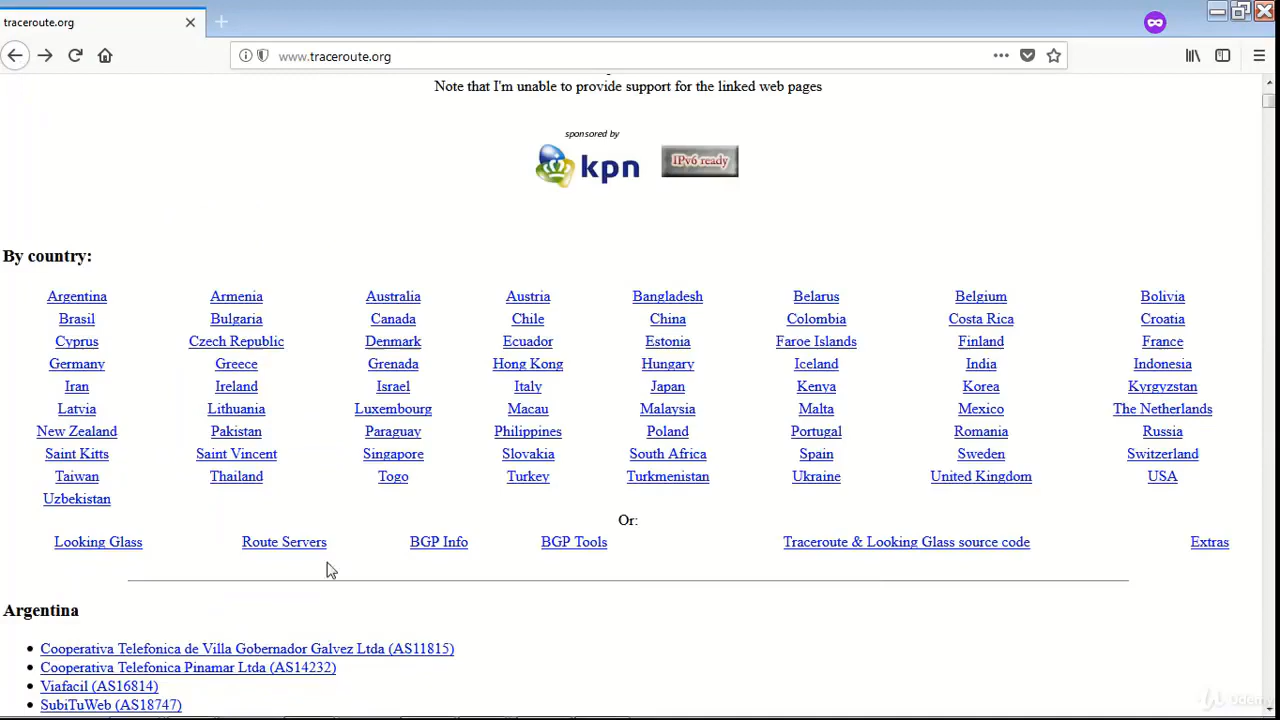 traceroute.org
www.traceroute.org
Note that I'm unable to provide support for the linked web pages
sponsored by
kpn
IPv6 ready
By country:
Argentina Armenia Australia Austria Bangladesh Belarus Belgium Bolivia
Brasil Bulgaria Canada Chile China Colombia Costa Rica Croatia
Cyprus Czech Republic Denmark Ecuador Estonia Faroe Islands Finland France
Germany Greece Grenada Hong Kong Hungary Iceland India Indonesia
Iran Ireland Israel Italy Japan Kenya Korea Kyrgyzstan
Latvia Lithuania Luxembourg Macau Malaysia Malta Mexico The Netherlands
New Zealand Pakistan Paraguay Philippines Poland Portugal Romania Russia
Saint Kitts Saint Vincent Singapore Slovakia South Africa Spain Sweden Switzerland
Taiwan Thailand Togo Turkey Turkmenistan Ukraine United Kingdom USA
Uzbekistan
Or:
Looking Glass Route Servers BGP Info BGP Tools Traceroute & Looking Glass source code Extras
Argentina
Cooperativa Telefonica de Villa Gobernador Galvez Ltda (AS11815)
Cooperativa Telefonica Pinamar Ltda (AS14232)
Viafacil (AS16814)
SubiTuWeb (AS18747)
Udemy